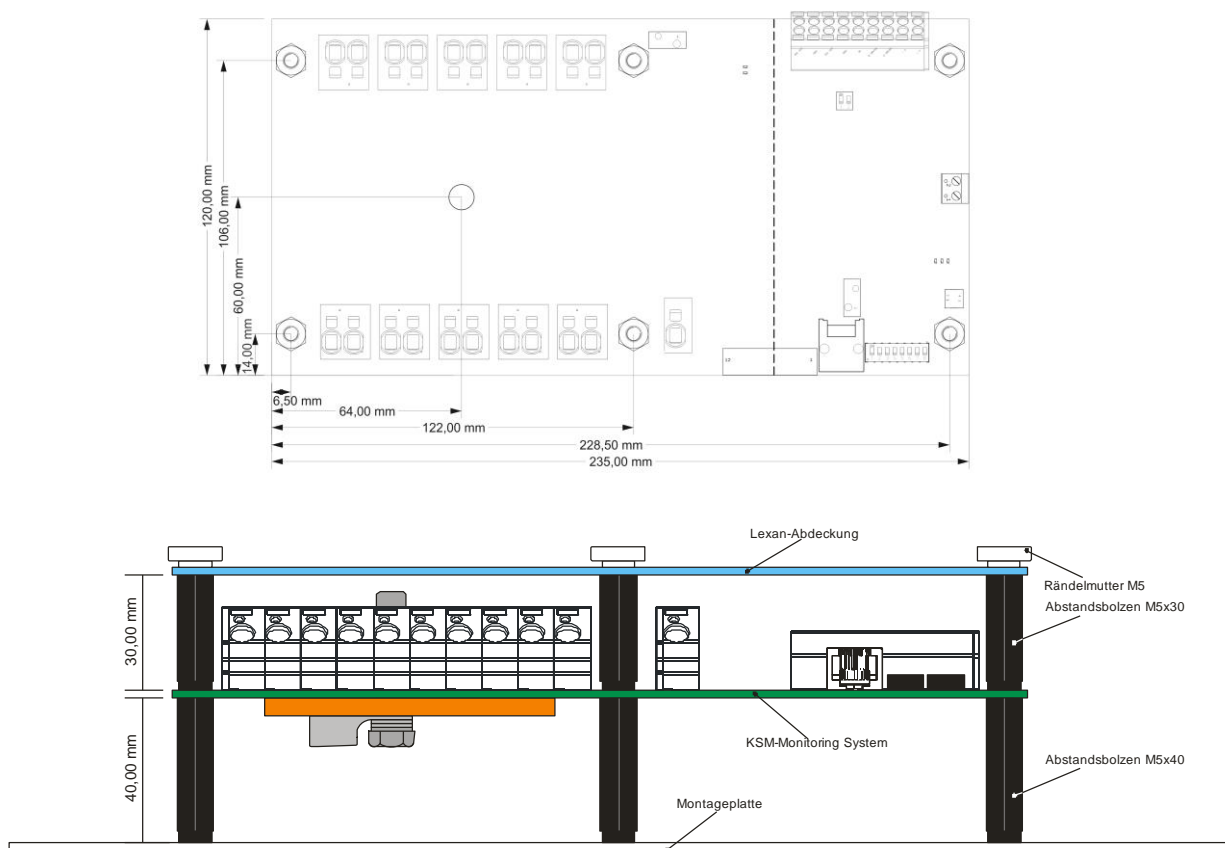 120,00 mm
106,00 mm
60,00 mm
14,00 mm
6,50 mm
64,00 mm
122,00 mm
228,50 mm
235,00 mm
Lexan-Abdeckung
Rändelmutter M5
Abstandsbolzen M5x30
30,00 mm
KSM-Monitoring System
40,00 mm
Abstandsbolzen M5x40
Montageplatte